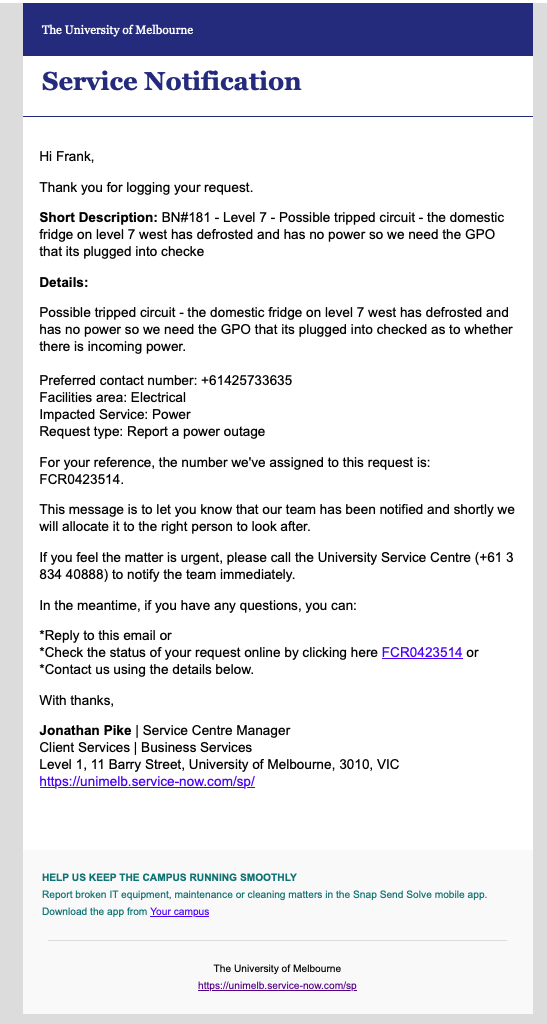 The University of Melbourne
Service Notification
Hi Frank,
Thank you for logging your request.
Short Description: BN#181 - Level 7 - Possible tripped circuit - the domestic
fridge on level 7 west has defrosted and has no power so we need the GPO
that its plugged into checke
Details:
Possible tripped circuit - the domestic fridge on level 7 west has defrosted and
has no power so we need the GPO that its plugged into checked as to whether
there is incoming power.
Preferred contact number: +61425733635
Facilities area: Electrical
Impacted Service: Power
Request type: Report a power outage
For your reference, the number we've assigned to this request is:
FCR0423514.
This message is to let you know that our team has been notified and shortly we
will allocate it to the right person to look after.
If you feel the matter is urgent, please call the University Service Centre (+61 3
834 40888) to notify the team immediately.
In the meantime, if you have any questions, you can:
*Reply to this email or
*Check the status of your request online by clicking here FCR0423514 or
*Contact us using the details below.
With thanks,
Jonathan Pike | Service Centre Manager
Client Services | Business Services
Level 1, 11 Barry Street, University of Melbourne, 3010, VIC
https://unimelb.service-now.com/sp/
HELP US KEEP THE CAMPUS RUNNING SMOOTHLY
Report broken IT equipment, maintenance or cleaning matters in the Snap Send Solve mobile app.
Download the app from Your campus
The University of Melbourne
https://unimelb.service-now.com/sp